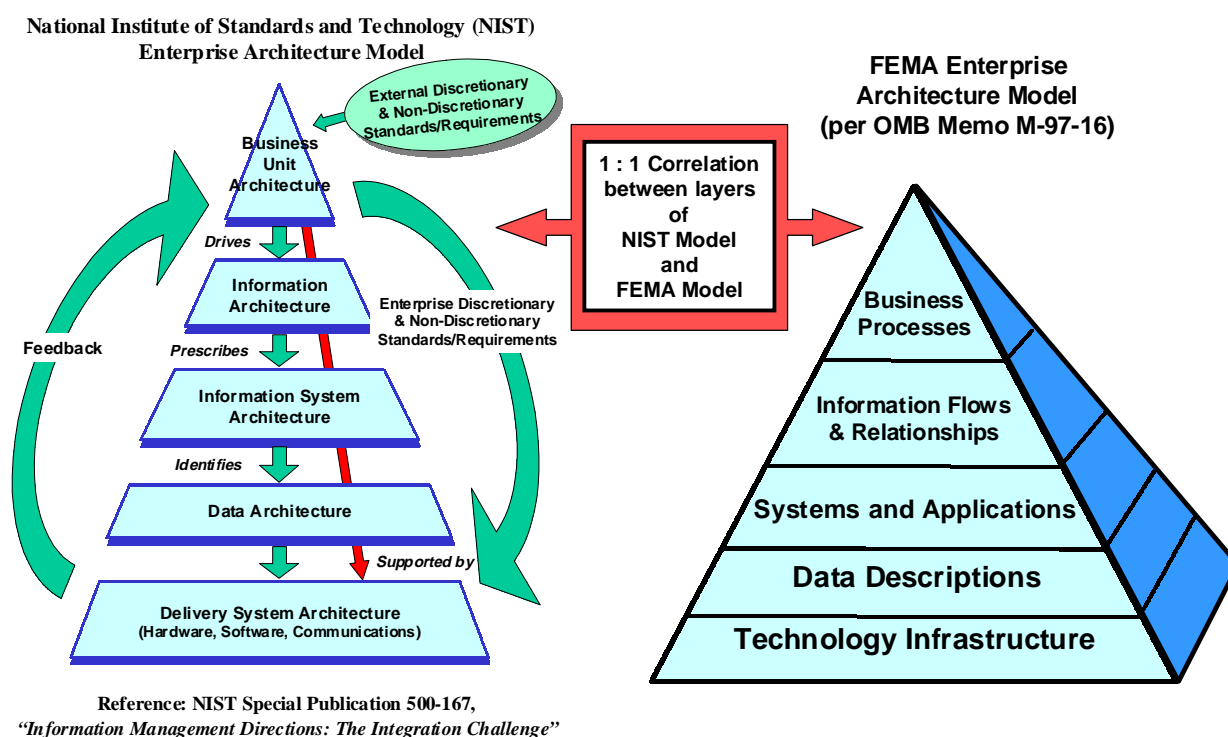 National Institute of Standards and Technology (NIST)
Enterprise Architecture Model
External Discretionary
& Non-Discretionary
Standards/Requirements
Business
Unit
Architecture
Drives
Information
Architecture
Enterprise Discretionary
& Non-Discretionary
Standards/Requirements
Feedback
Prescribes
Information System
Architecture
Identifies
Data Architecture
Supported by
Delivery System Architecture
(Hardware, Software, Communications)
Reference: NIST Special Publication 500-167,
“Information Management Directions: The Integration Challenge”
1 : 1 Correlation
between layers
of
NIST Model
and
FEMA Model
FEMA Enterprise
Architecture Model
(per OMB Memo M-97-16)
Business
Processes
Information Flows
& Relationships
Systems and Applications
Data Descriptions
Technology Infrastructure